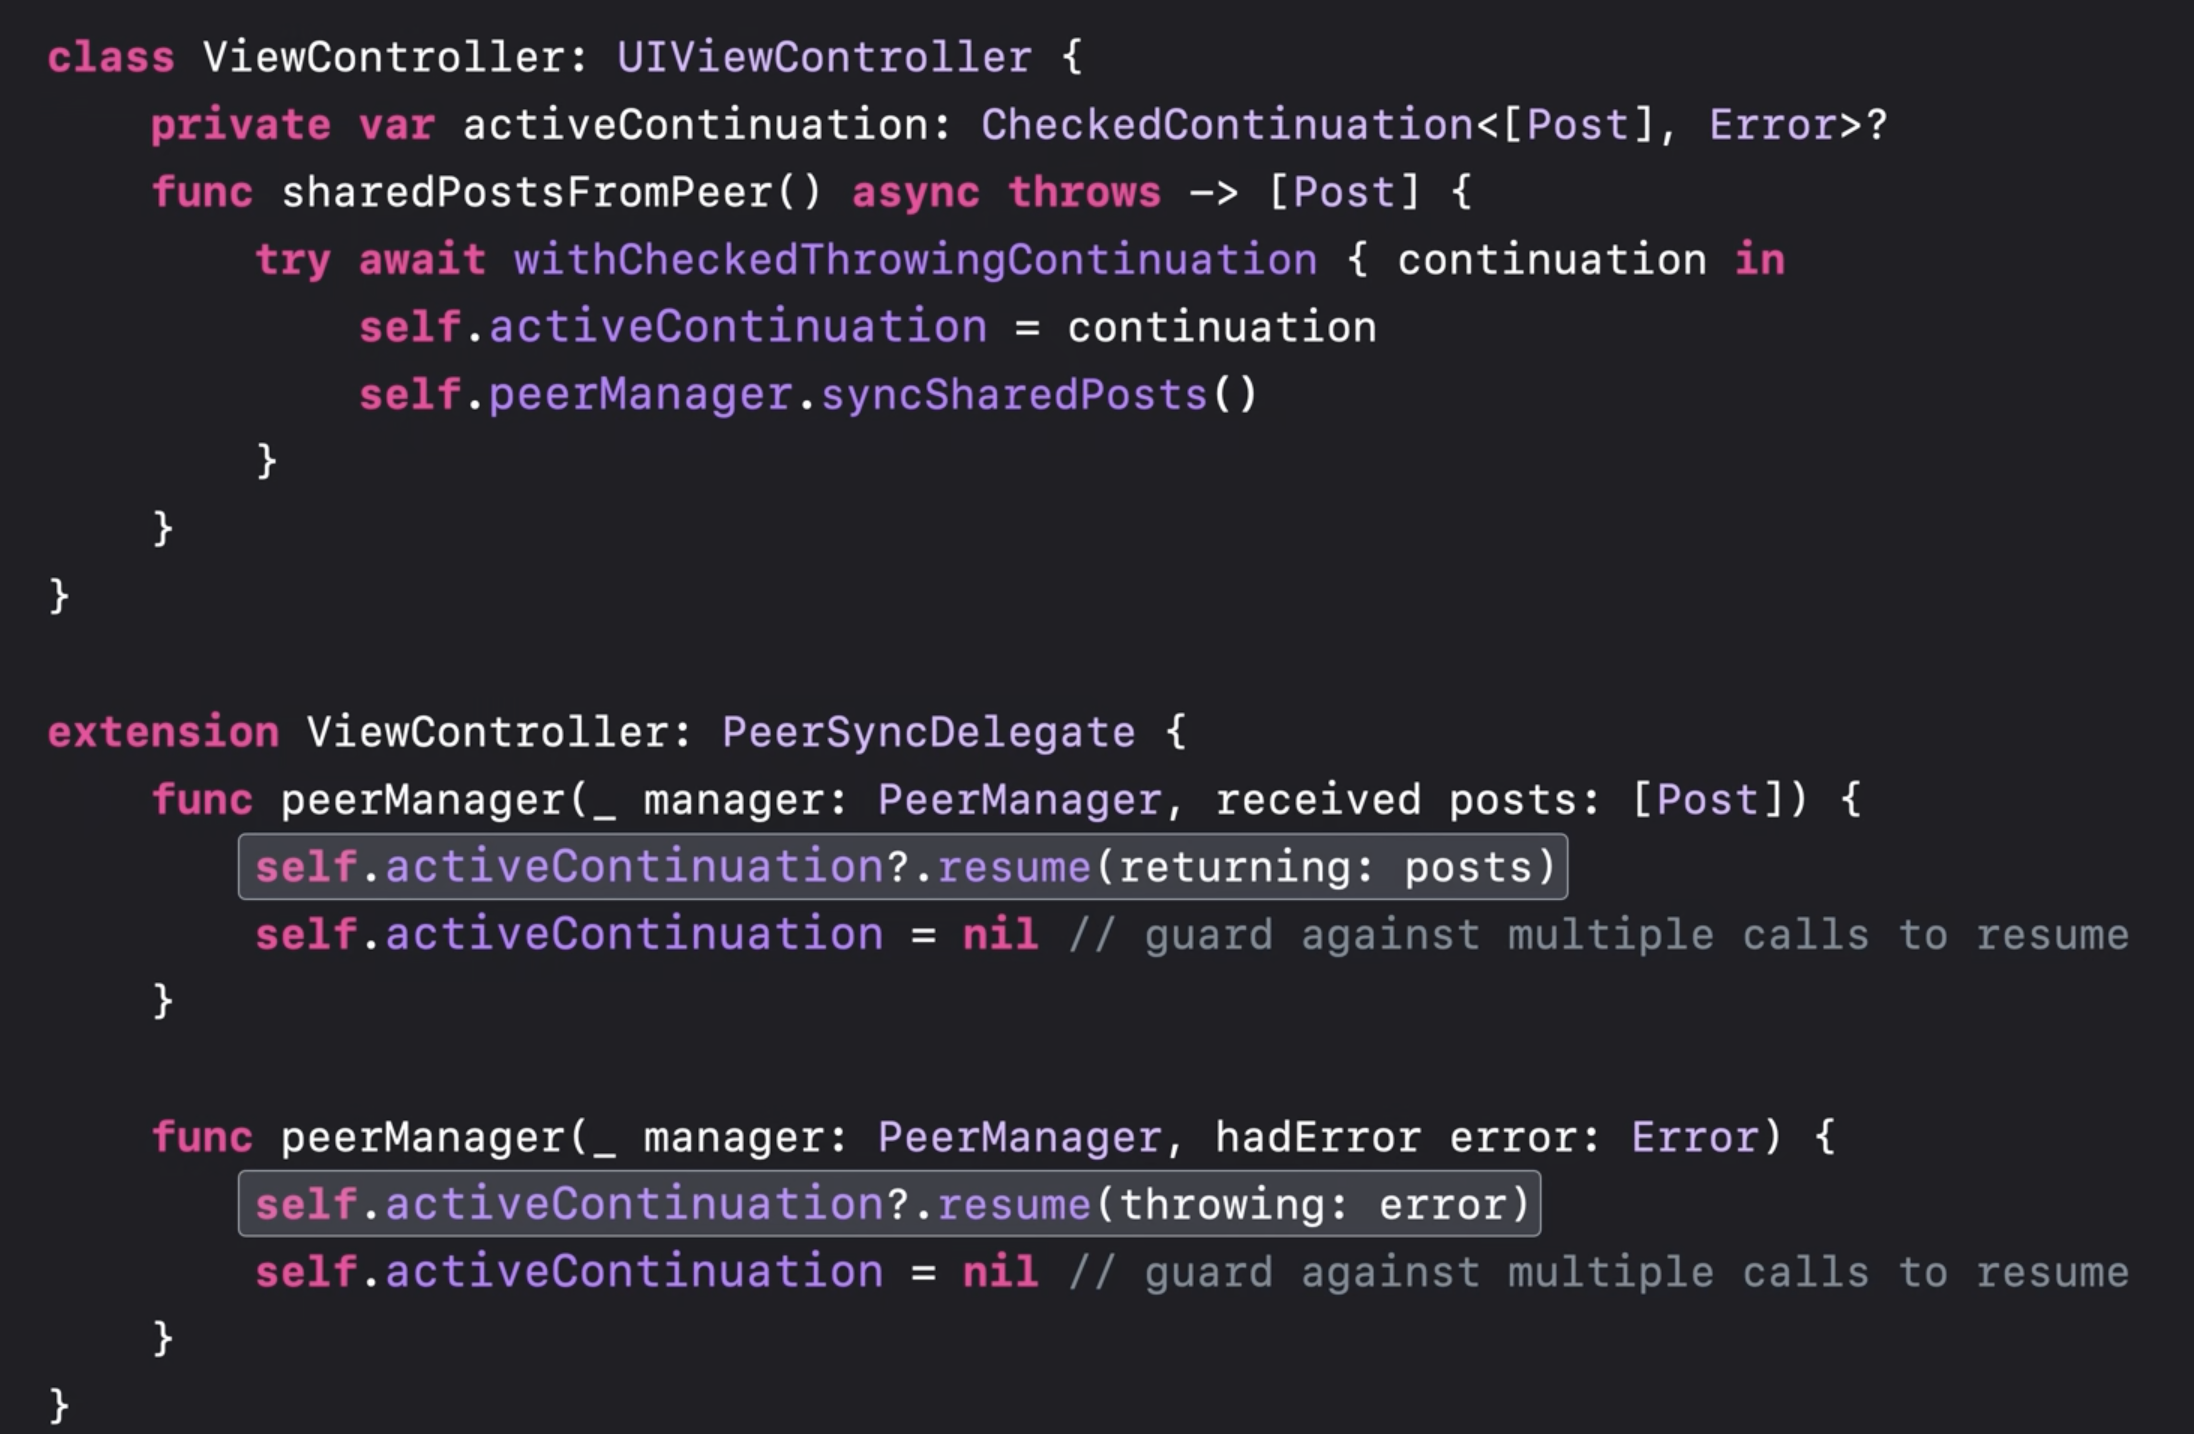 class ViewController: UIViewController {
    private var activeContinuation: CheckedContinuation<[Post], Error>?
    func sharedPostsFromPeer() async throws -> [Post] {
        try await withCheckedThrowingContinuation { continuation in
            self.activeContinuation = continuation
            self.peerManager.syncSharedPosts()
        }
    }
}
extension ViewController: PeerSyncDelegate {
    func peerManager(_ manager: PeerManager, received posts: [Post]) {
        self.activeContinuation?.resume(returning: posts)
        self.activeContinuation = nil // guard against multiple calls to resume
    }
    func peerManager(_ manager: PeerManager, hadError error: Error) {
        self.activeContinuation?.resume(throwing: error)
        self.activeContinuation = nil // guard against multiple calls to resume
    }
}